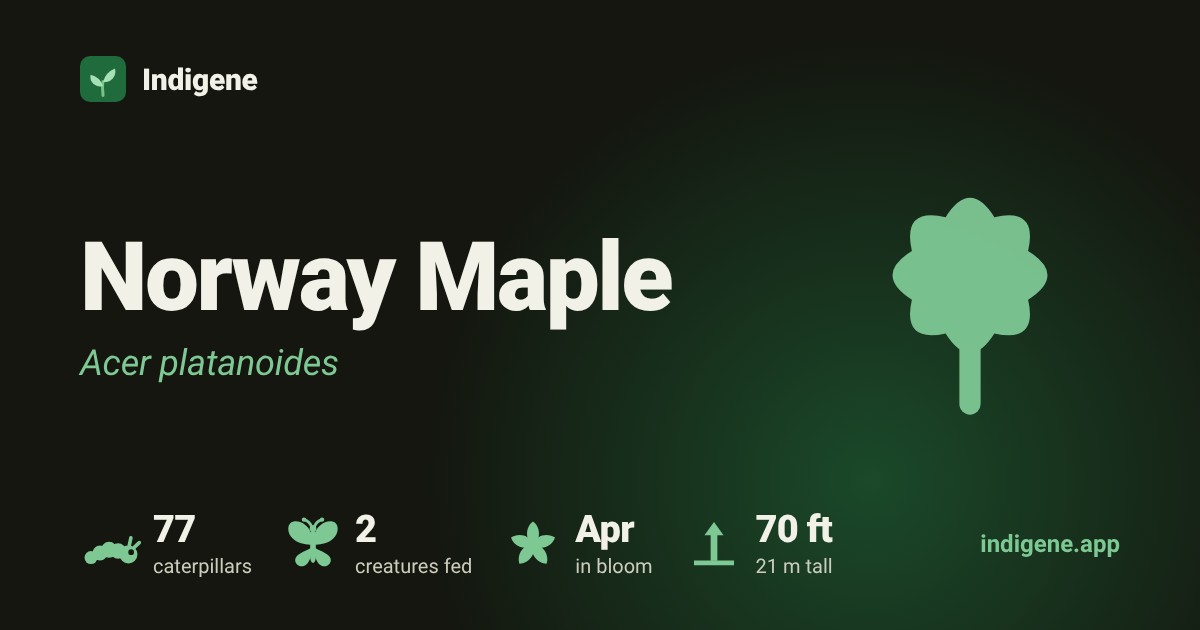 Indigene
Norway Maple
Acer platanoides
77
caterpillars
2
creatures fed
Apr
in bloom
70 ft
21 m tall
indigene.app